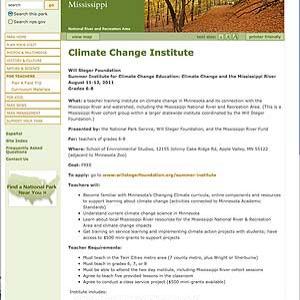 search
go
Search this park
Search nps.gov
Mississippi
National River and Recreation Area
view map
text size:
printer friendly
PARK HOME
PLAN YOUR VISIT
PHOTOS & MULTIMEDIA
HISTORY & CULTURE
NATURE & SCIENCE
FOR TEACHERS
Plan A Field Trip
Curriculum Materials
FOR KIDS
NEWS
PARK MANAGEMENT
SUPPORT YOUR PARK
Español
Site Index
Frequently Asked Questions
Contact Us
Find a National Park Near You
Climate Change Institute
Will Steger Foundation
Summer Institute for Climate Change Education: Climate Change and the Mississippi River
August 11-12, 2011
Grades 6-8
What: a teacher training institute on climate change in Minnesota and its connection with the
Mississippi River and watershed, including the Mississippi National River and Recreation Area. (This is a
Mississippi River cohort group within a larger statewide institute coordinated by the Will Steger
Foundation.)
Presented by: the National Park Service, Will Steger Foundation, and the Mississippi River Fund
For: teachers of grades 6-8
Where: School of Environmental Studies, 12155 Johnny Cake Ridge Rd, Apple Valley, MN 55122
(adjacent to Minnesota Zoo)
Cost: FREE
To apply: go to www.willstegerfoundation.org/summer-institute
Teachers will:
Become familiar with Minnesota's Changing Climate curriculum, online components and resources
to support learning about climate change (activities connected to Minnesota Academic
Standards)
Understand current climate change science in Minnesota
Learn about local Mississippi River resources for the Mississippi National River & Recreation
Area and climate change impacts
Get training on service learning and implementing climate action projects with students; have
access to $500 mini-grants to support projects
Teacher Requirements:
Must teach in the Twin Cities metro area (7 county metro, plus Wright or Sherburne)
Must teach in grades 6, 7, or 8
Must be able to attend the two day institute, including Mississippi River cohort sessions
Agree to teach five provided lessons in the classroom
Agree to conduct a class service project ($500 mini-grants available)
Institute includes: